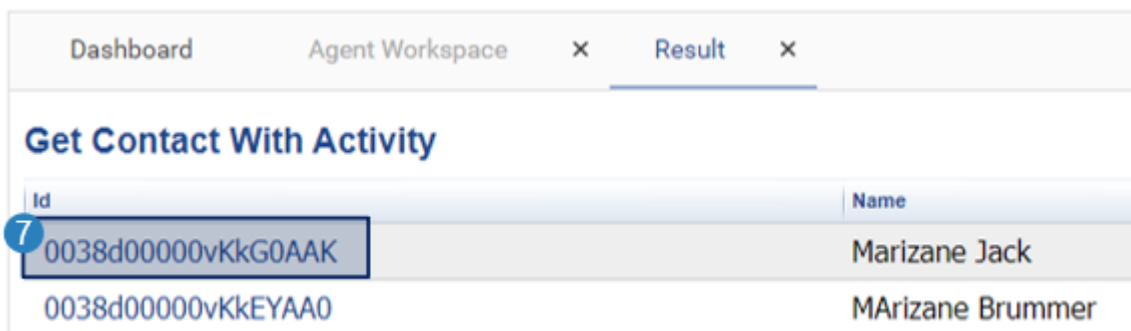 Dashboard Agent Workspace × Result ×
Get Contact With Activity
Id Name
7
0038d00000vKkG0AAK Marizane Jack
0038d00000vKkEYAA0 MArizane Brummer